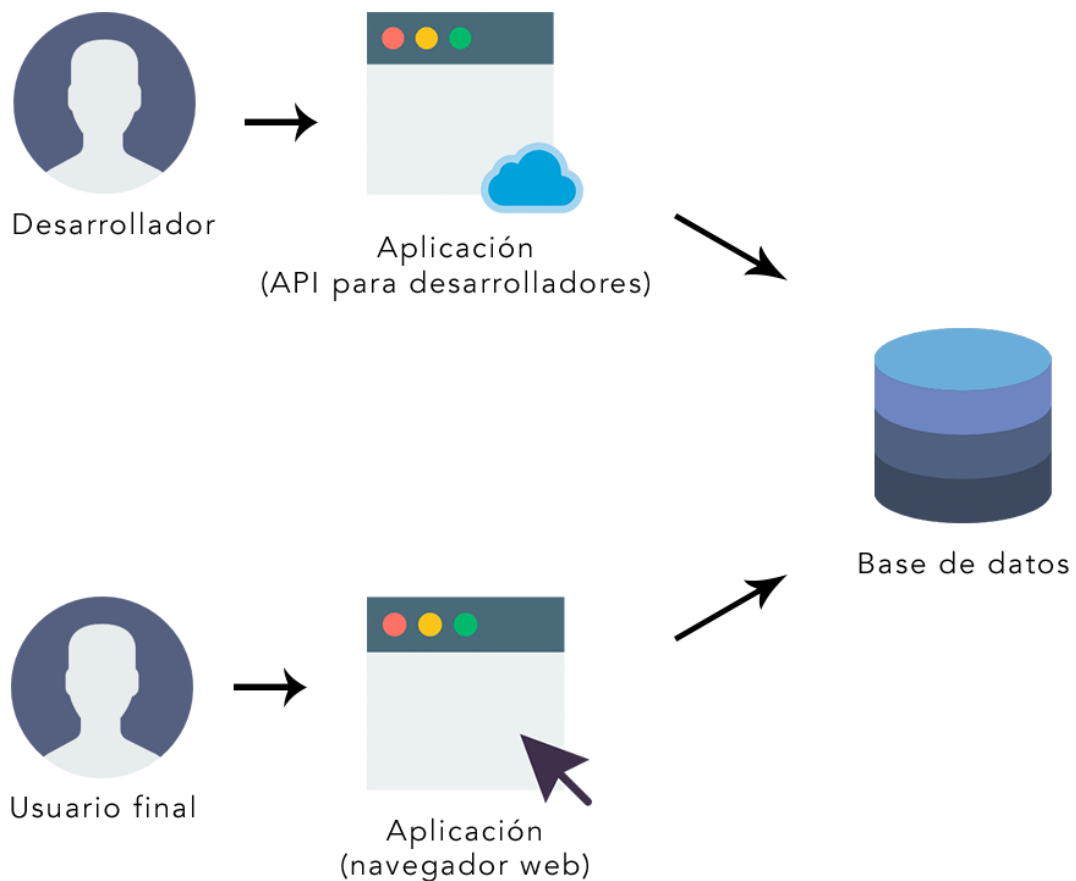 Desarrollador
Aplicación
(API para desarrolladores)
Base de datos
Usuario final
Aplicación
(navegador web)